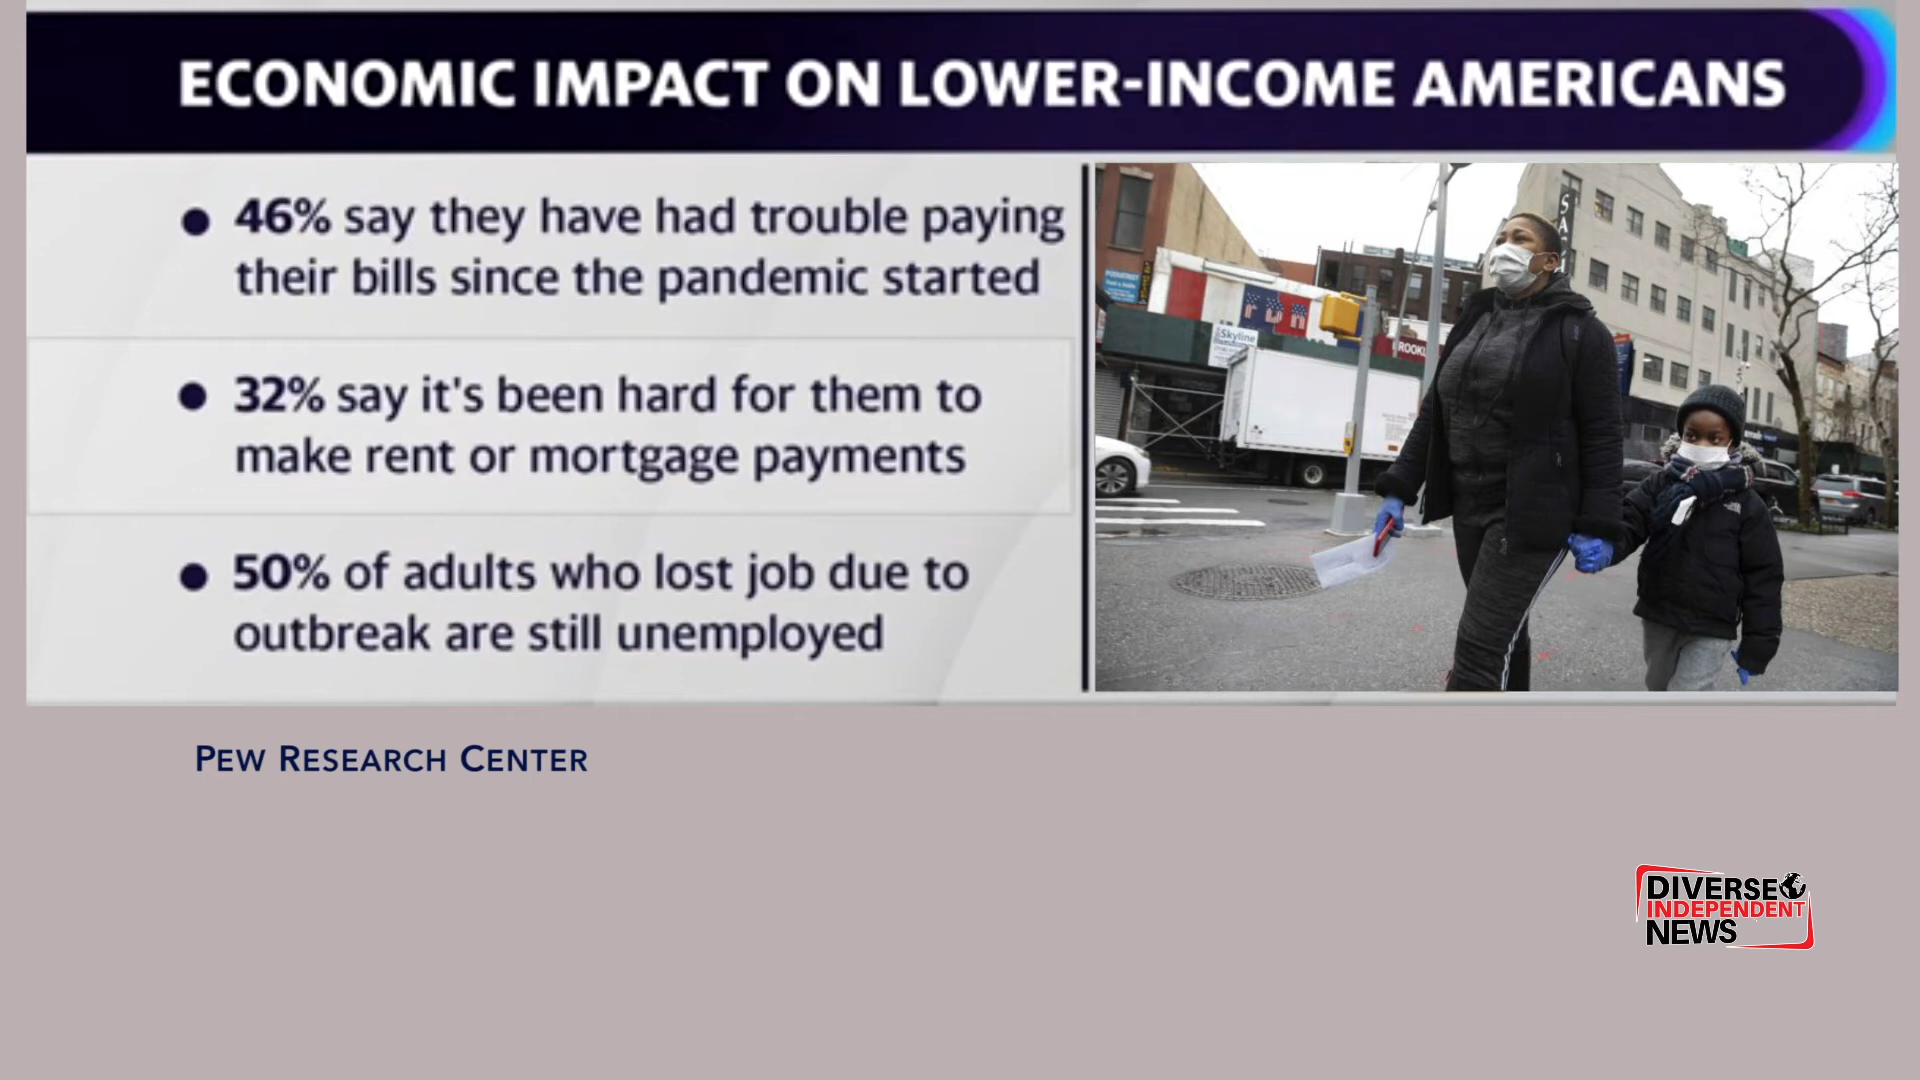 ECONOMIC IMPACT ON LOWER-INCOME AMERICANS
● 46% say they have had trouble paying
their bills since the pandemic started
● 32% say it's been hard for them to
make rent or mortgage payments
● 50% of adults who lost job due to
outbreak are still unemployed
Skyline
BROOKL
PEW RESEARCH CENTER
DIVERSE
INDEPENDENT
NEWS